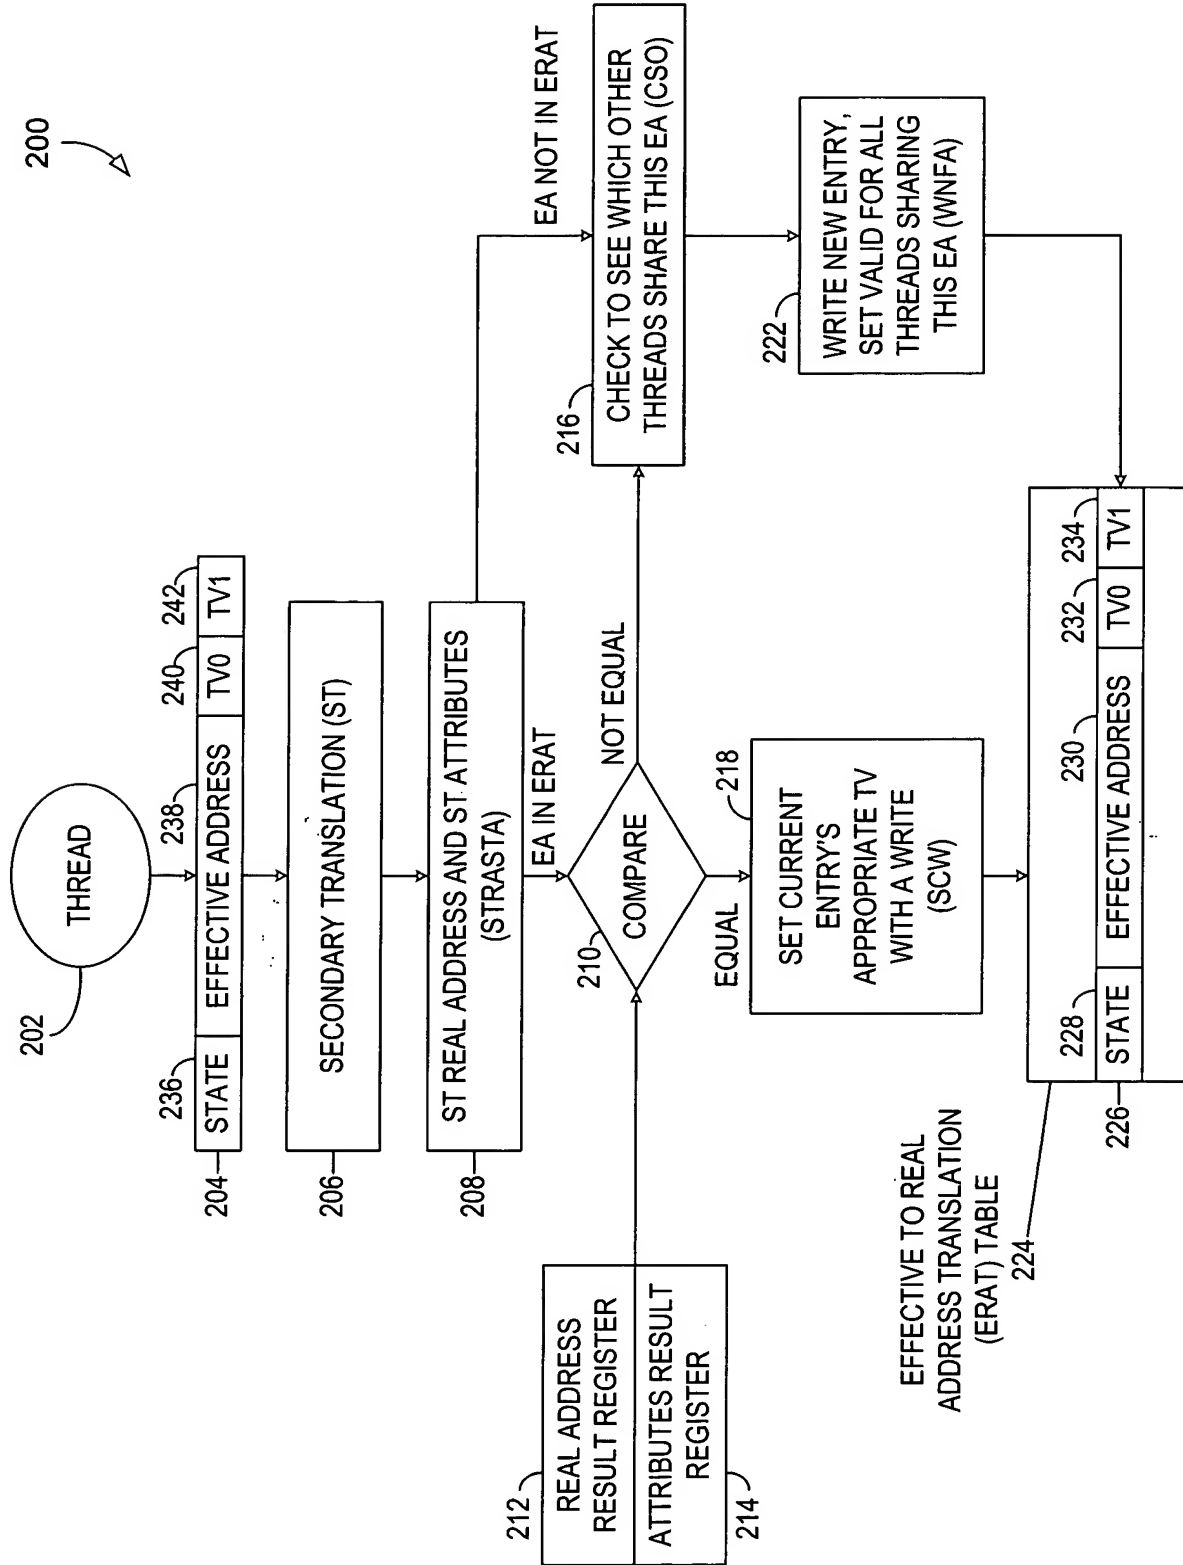 200
THREAD
202
236
238
240
242
STATE
EFFECTIVE ADDRESS
TV0
TV1
204
SECONDARY TRANSLATION (ST)
206
ST REAL ADDRESS AND ST ATTRIBUTES
(STRASTA)
208
EA IN ERAT
EA NOT IN ERAT
212
REAL ADDRESS
RESULT REGISTER
ATTRIBUTES RESULT
REGISTER
214
210
COMPARE
NOT EQUAL
EQUAL
216
CHECK TO SEE WHICH OTHER
THREADS SHARE THIS EA (CSO)
218
SET CURRENT
ENTRY'S
APPROPRIATE TV
WITH A WRITE
(SCW)
222
WRITE NEW ENTRY,
SET VALID FOR ALL
THREADS SHARING
THIS EA (WNFA)
EFFECTIVE TO REAL
ADDRESS TRANSLATION
(ERAT) TABLE
224
228
230
232
234
STATE
EFFECTIVE ADDRESS
TV0
TV1
226